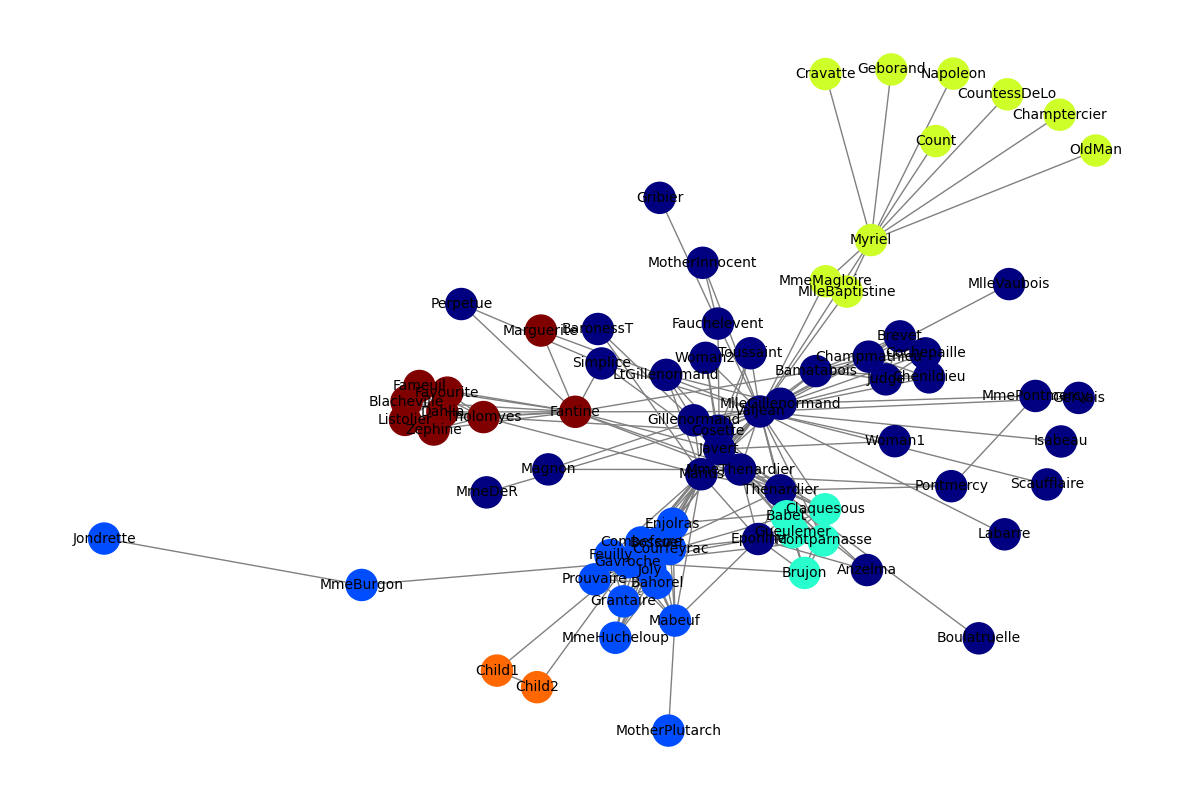 Cravatte
Geborand
Napoleon
CountessDeLo
Champtercier
Count
OldMan
Gribier
Myriel
MotherInnocent
MmeMagloire
MlleBaptistine
MlleVaubois
Perpetue
Marguerite
BaronessT
Fauchelevent
Brevet
Simplice
Woman2
Toussaint
Champmathieu
Cochepaille
LtGillenormand
Bamatabois
Judge
Chenildieu
Fameuil
Favourite
Blacheville
Dahlia
Listolier
Zephine
Tholomyes
Fantine
Gillenormand
MlleGillenormand
Valjean
MmePontmercy
Gervais
Cosette
Javert
Woman1
Isabeau
Magnon
Marius
MmeThenardier
MmeDeR
Thenardier
Pontmercy
Scaufflaire
Claquesous
Babet
Enjolras
Gueulemer
Labarre
Jondrette
Combeferre
Bossuet
Eponine
Montparnasse
Feuilly
Courfeyrac
Gavroche
Joly
Brujon
Anzelma
MmeBurgon
Prouvaire
Bahorel
Grantaire
Mabeuf
MmeHucheloup
Boulatruelle
Child1
Child2
MotherPlutarch